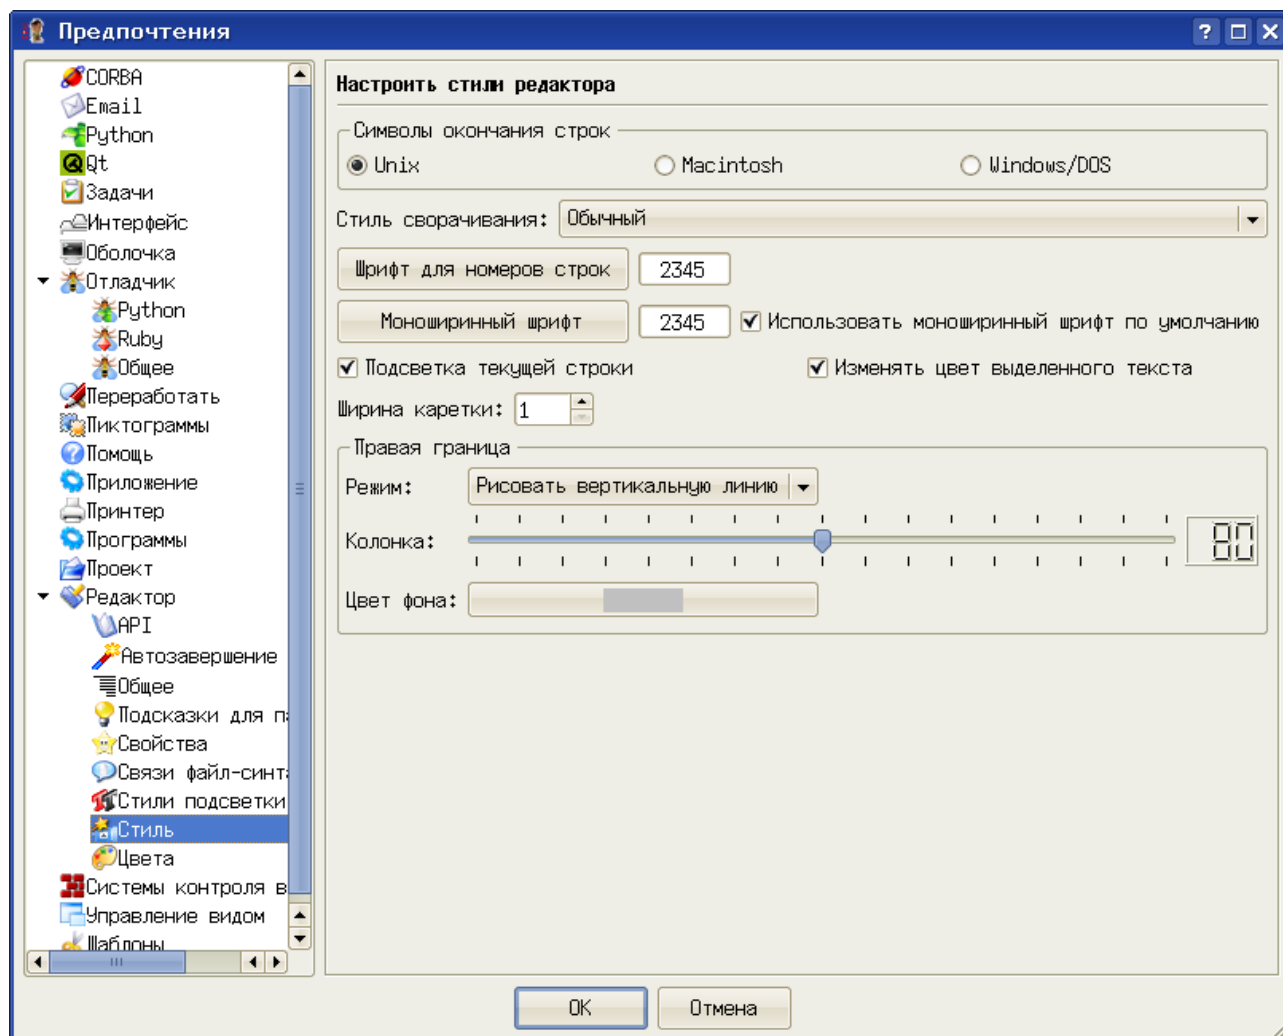 Предпочтения
CORBA
Email
Python
Qt
Задачи
Интерфейс
Оболочка
Отладчик
Python
Ruby
Общее
Переработать
Пиктограммы
Помощь
Приложение
Принтер
Программы
Проект
Редактор
API
Автозавершение
Общее
Подсказки для п
Свойства
Связи файл-синт
Стили подсветки
Стиль
Цвета
Системы контроля в
Управление видом
Шаблоны
Настроить стили редактора
Символы окончания строк
Unix Macintosh Windows/DOS
Стиль сворачивания: Обычный
Шрифт для номеров строк 2345
Моноширинный шрифт 2345 Использовать моноширинный шрифт по умолчанию
Подсветка текущей строки Изменять цвет выделенного текста
Ширина каретки: 1
Правая граница
Режим: Рисовать вертикальную линию
Колонка: 80
Цвет фона:
OK Отмена